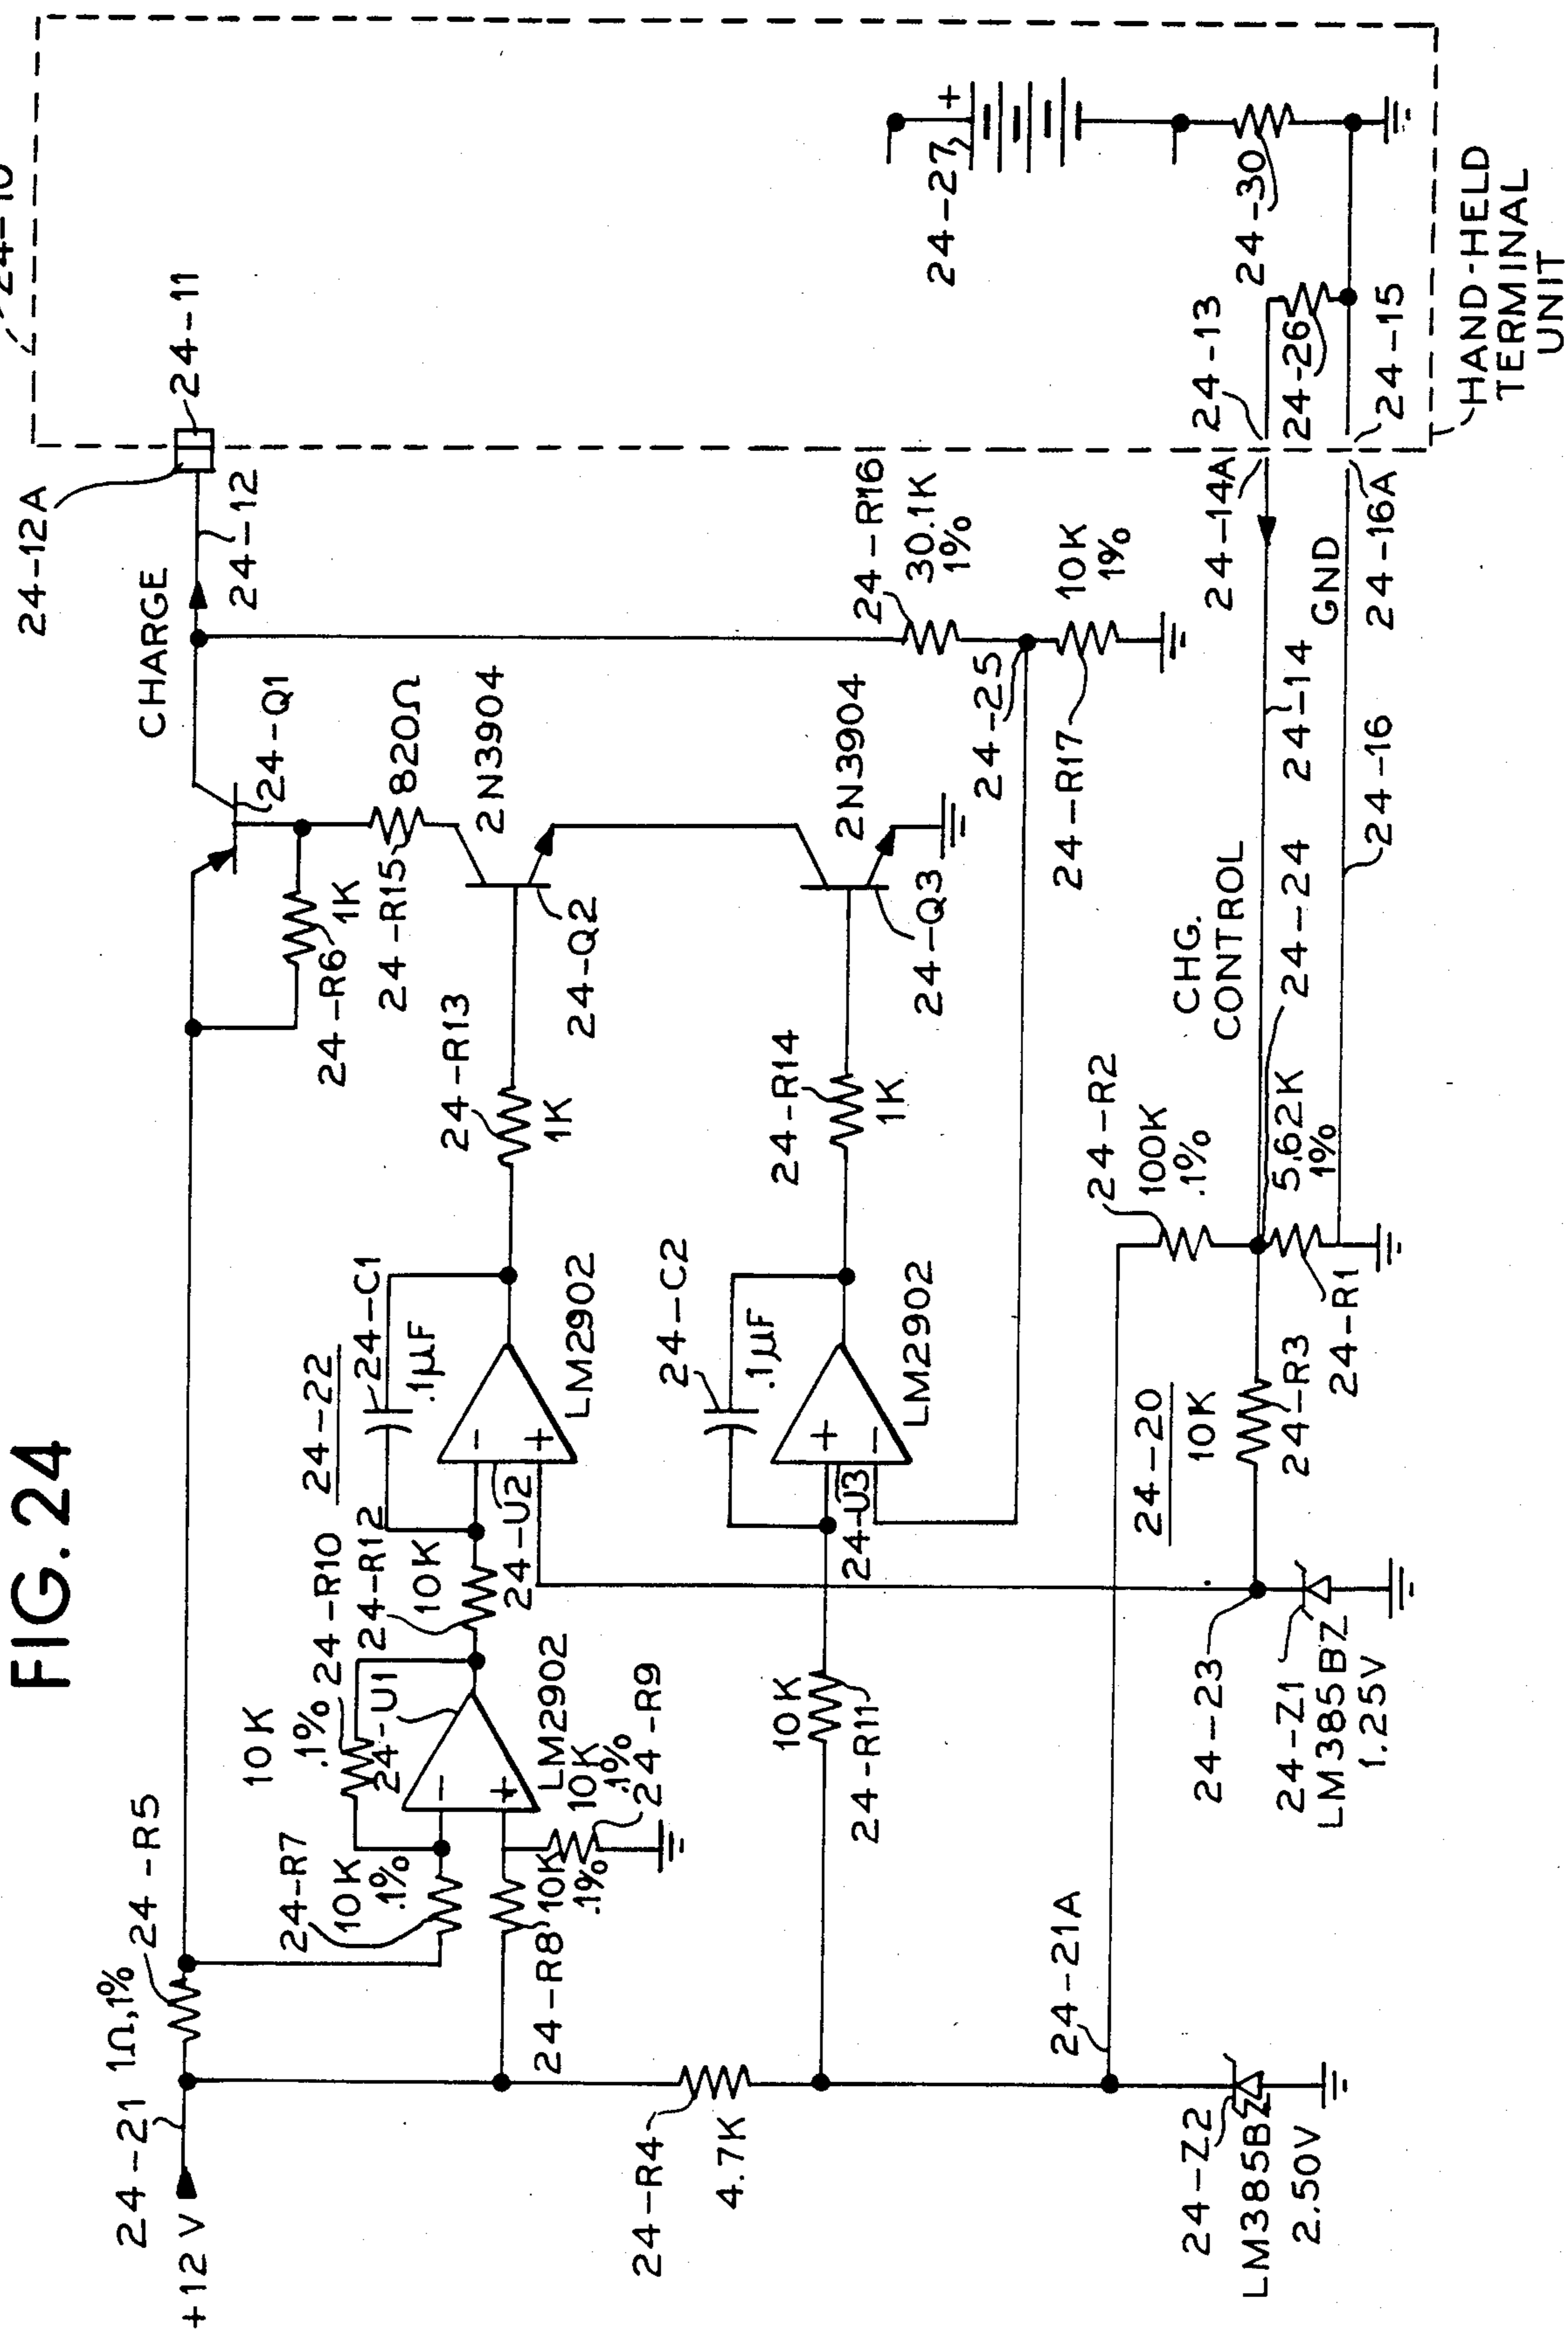 FIG. 24
24-10
24-12A
24-11
24-12
CHARGE
24-Q1
24-R6
1K
24-R15
820Ω
2N3904
24-Q2
24-R13
1K
24-22
24-C1
.1µF
LM2902
24-U2
24-R12
10K
24-R10
10K
.1%
24-U1
LM2902
10K
.1%
24-R9
24-R7
10K
.1%
24-R8
10K
.1%
24-R5
1Ω,1%
24-21
+12V
24-R4
4.7K
24-C2
.1µF
LM2902
24-U3
10K
24-R11
24-R14
1K
2N3904
24-Q3
24-R16
30.1K
1%
24-25
24-R17
10K
1%
24-21A
24-Z2
LM385BZ
2.50V
24-23
24-Z1
LM385BZ
1.25V
24-20
10K
24-R3
24-R2
100K
.1%
5.62K
1%
24-R1
24-24
CHG.
CONTROL
24-14
24-16
GND
24-14A
24-16A
24-13
24-15
24-26
24-30
24-27
+
HAND-HELD
TERMINAL
UNIT